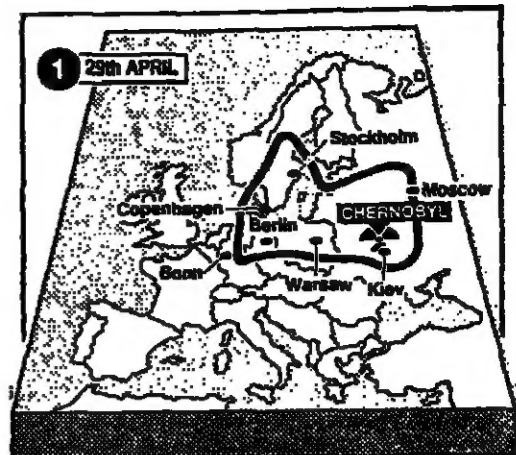 1 29th APRIL
Stockholm
Moscow
Copenhagen
CHERNOBYL
Berlin
Bonn
Warsaw
Kiev